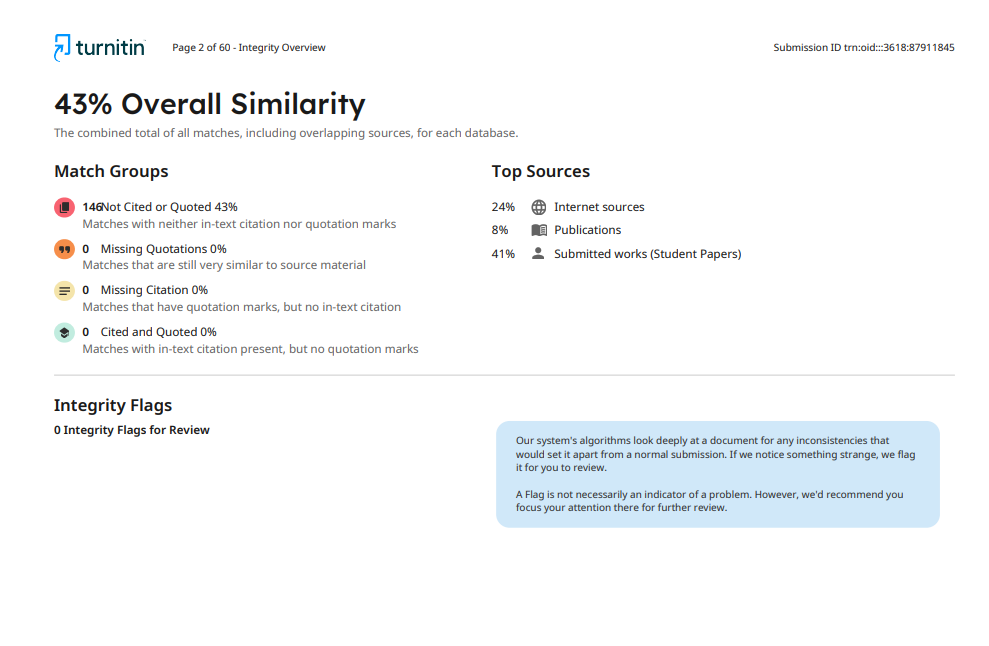 turnitin
Page 2 of 60 - Integrity Overview
Submission ID trn:oid:::3618:87911845
43% Overall Similarity
The combined total of all matches, including overlapping sources, for each database.
Match Groups
146Not Cited or Quoted 43%
Matches with neither in-text citation nor quotation marks
0 Missing Quotations 0%
Matches that are still very similar to source material
0 Missing Citation 0%
Matches that have quotation marks, but no in-text citation
0 Cited and Quoted 0%
Matches with in-text citation present, but no quotation marks
Top Sources
24% Internet sources
8% Publications
41% Submitted works (Student Papers)
Integrity Flags
0 Integrity Flags for Review
Our system's algorithms look deeply at a document for any inconsistencies that
would set it apart from a normal submission. If we notice something strange, we flag
it for you to review.
A Flag is not necessarily an indicator of a problem. However, we'd recommend you
focus your attention there for further review.